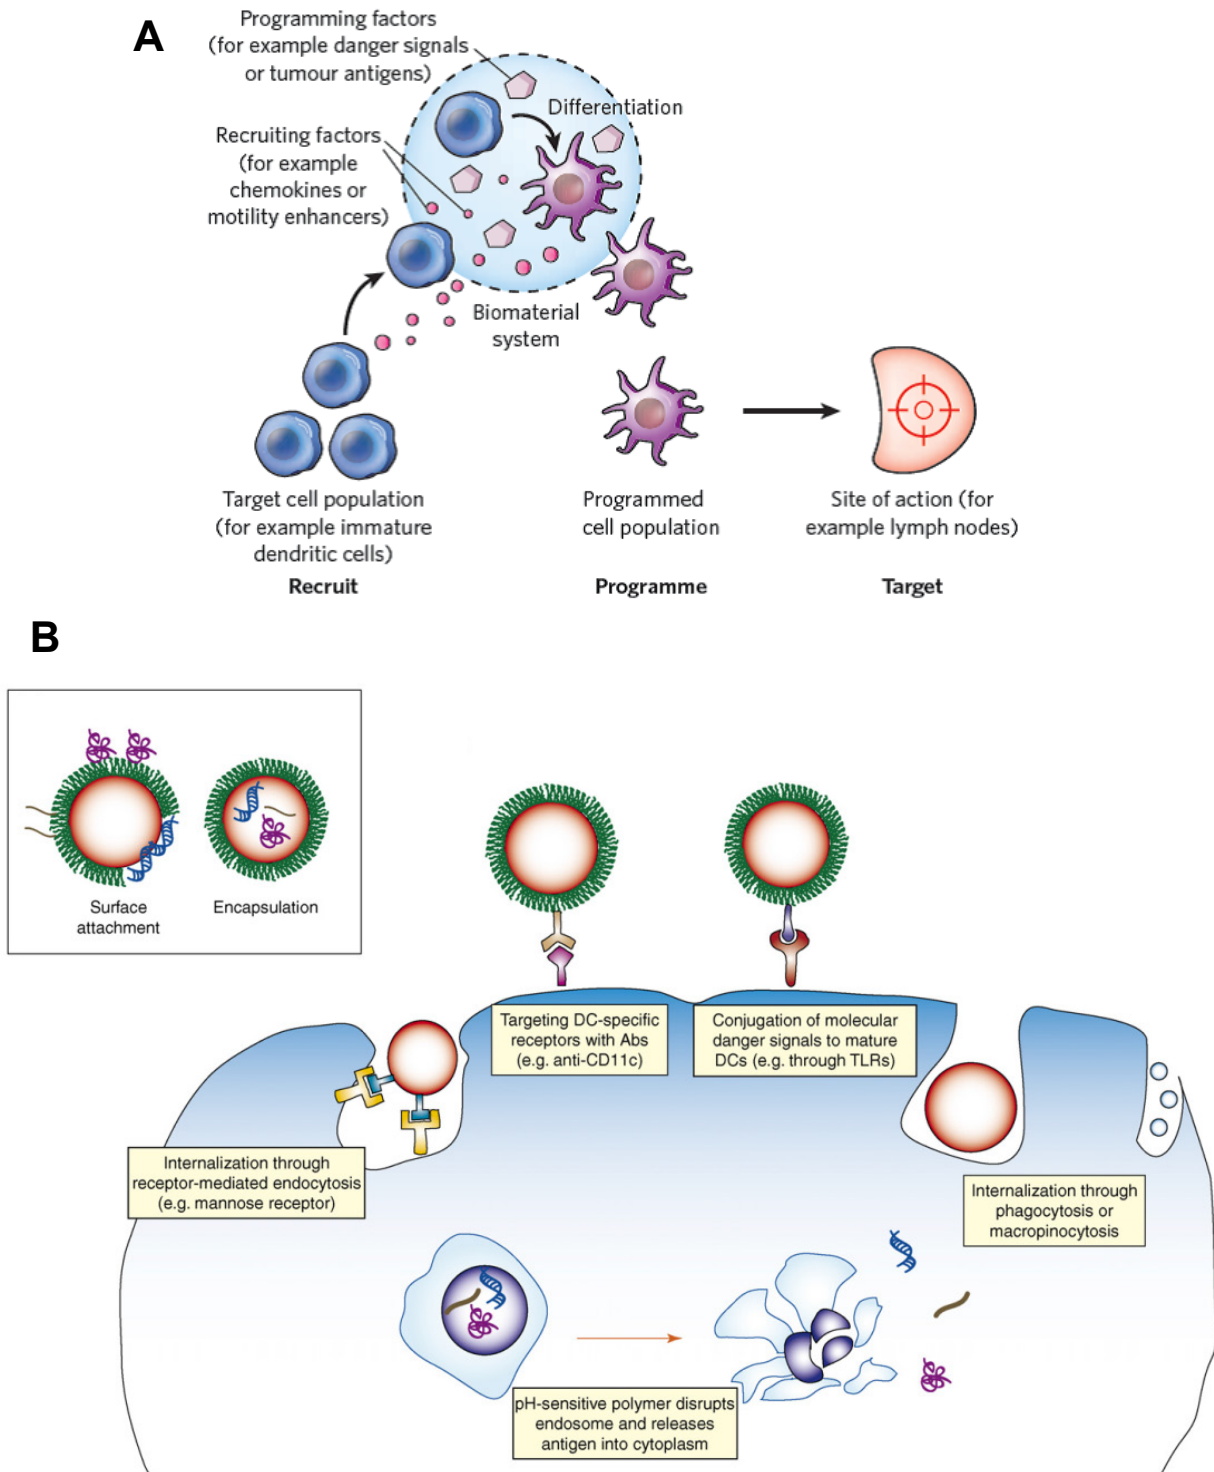 A
Programming factors
(for example danger signals
or tumour antigens)
Differentiation
Recruiting factors
(for example
chemokines or
motility enhancers)
Biomaterial
system
Target cell population
(for example immature
dendritic cells)
Programmed
cell population
Site of action (for
example lymph nodes)
Recruit
Programme
Target
B
Surface
attachment
Encapsulation
Targeting DC-specific
receptors with Abs
(e.g. anti-CD11c)
Conjugation of molecular
danger signals to mature
DCs (e.g. through TLRs)
Internalization through
receptor-mediated endocytosis
(e.g. mannose receptor)
Internalization through
phagocytosis or
macropinocytosis
pH-sensitive polymer disrupts
endosome and releases
antigen into cytoplasm